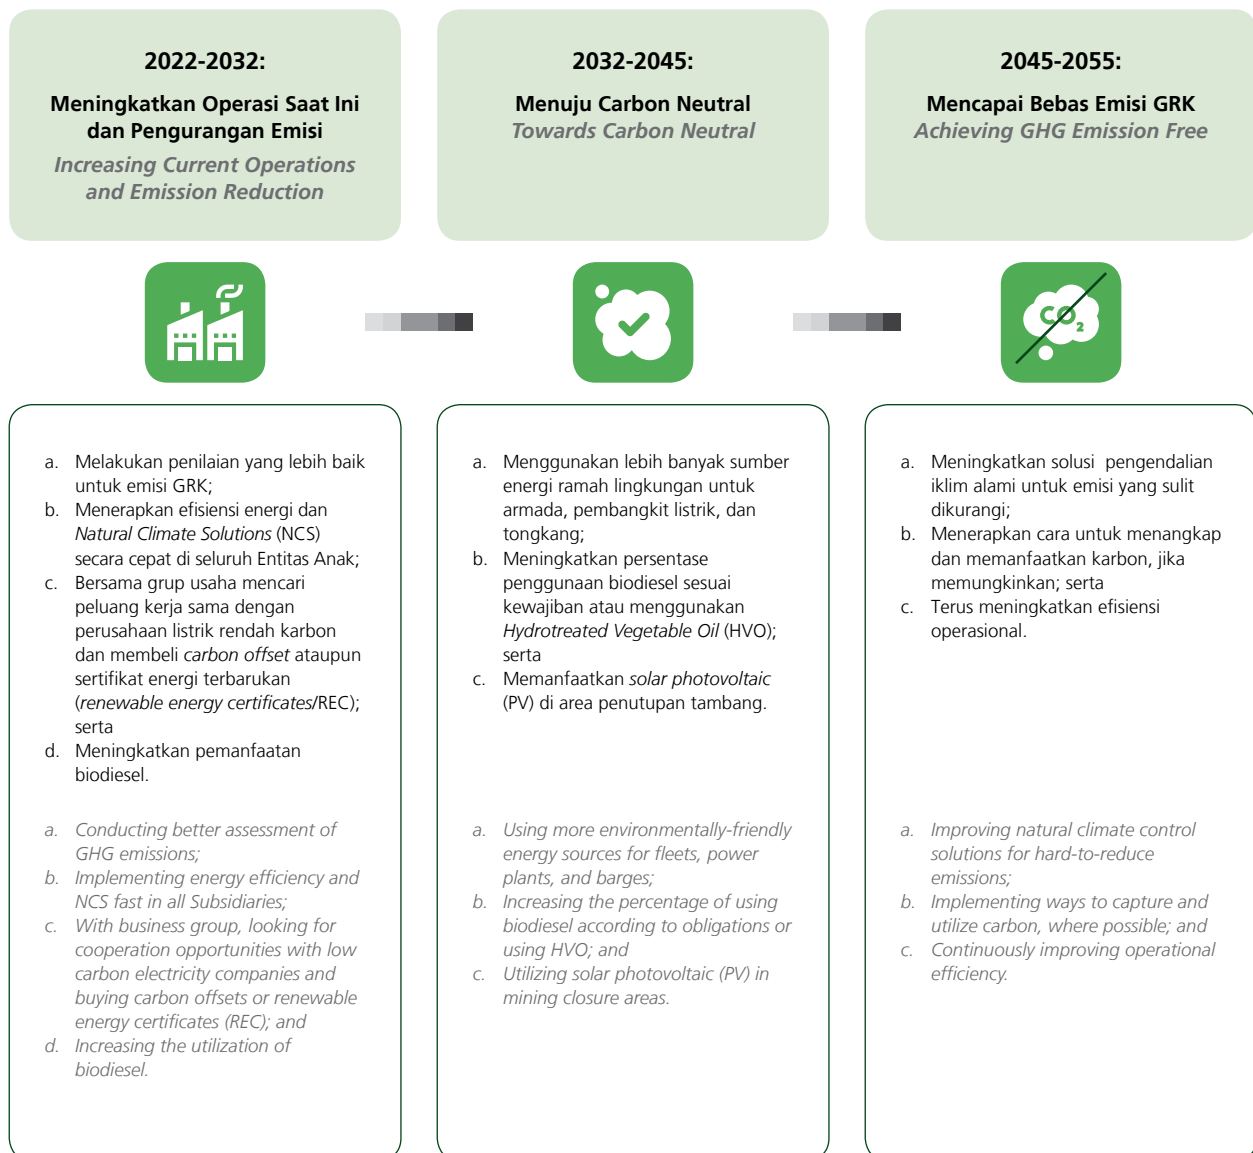 2022-2032:
Meningkatkan Operasi Saat Ini
dan Pengurangan Emisi
Increasing Current Operations
and Emission Reduction
2032-2045:
Menuju Carbon Neutral
Towards Carbon Neutral
2045-2055:
Mencapai Bebas Emisi GRK
Achieving GHG Emission Free
CO2
a. Melakukan penilaian yang lebih baik
untuk emisi GRK;
b. Menerapkan efisiensi energi dan
Natural Climate Solutions (NCS)
secara cepat di seluruh Entitas Anak;
c. Bersama grup usaha mencari
peluang kerja sama dengan
perusahaan listrik rendah karbon
dan membeli carbon offset ataupun
sertifikat energi terbarukan
(renewable energy certificates/REC);
serta
d. Meningkatkan pemanfaatan
biodiesel.
a. Conducting better assessment of
GHG emissions;
b. Implementing energy efficiency and
NCS fast in all Subsidiaries;
c. With business group, looking for
cooperation opportunities with low
carbon electricity companies and
buying carbon offsets or renewable
energy certificates (REC); and
d. Increasing the utilization of
biodiesel.
a. Menggunakan lebih banyak sumber
energi ramah lingkungan untuk
armada, pembangkit listrik, dan
tongkang;
b. Meningkatkan persentase
penggunaan biodiesel sesuai
kewajiban atau menggunakan
Hydrotreated Vegetable Oil (HVO);
serta
c. Memanfaatkan solar photovoltaic
(PV) di area penutupan tambang.
a. Using more environmentally-friendly
energy sources for fleets, power
plants, and barges;
b. Increasing the percentage of using
biodiesel according to obligations or
using HVO; and
c. Utilizing solar photovoltaic (PV) in
mining closure areas.
a. Meningkatkan solusi pengendalian
iklim alami untuk emisi yang sulit
dikurangi;
b. Menerapkan cara untuk menangkap
dan memanfaatkan karbon, jika
memungkinkan; serta
c. Terus meningkatkan efisiensi
operasional.
a. Improving natural climate control
solutions for hard-to-reduce
emissions;
b. Implementing ways to capture and
utilize carbon, where possible; and
c. Continuously improving operational
efficiency.